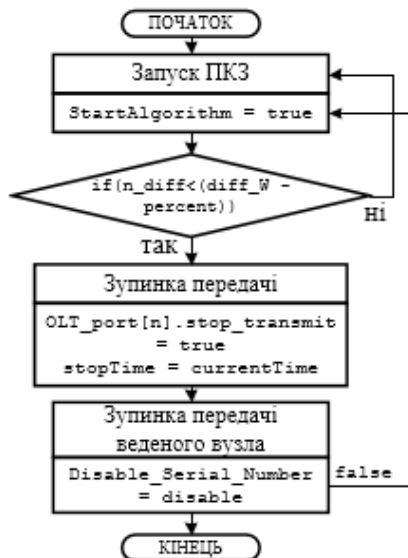 ПОЧАТОК
Запуск ПКЗ
StartAlgorithm = true
if(n_diff<(diff_W -
percent))
ні
так
Зупинка передачі
OLT_port[n].stop_transmit
= true
stopTime = currentTime
Зупинка передачі
веденого вузла
Disable_Serial_Number
= disable
false
КІНЕЦЬ